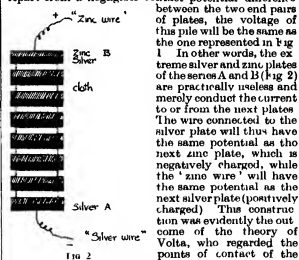 between the two end pairs
of plates, the voltage of
this pile will be the same as
the one represented in Fig
1 In other words, the ex
treme silver and zinc plates
of the series A and B (Fig 2)
are practically useless and
merely conduct the current
to or from the next plates
The wire connected to the
silver plate will thus have
the same potential as the
next zinc plate, which is
negatively charged, while
the 'zinc wire' will have
the same potential as the
next silver plate (positively
charged) This construc
tion was evidently the out
come of the theory of
Volta, who regarded the
points of contact of the
+
"Zinc wire"
Zinc B
Silver
cloth
Silver A
"Silver wire"
Fig 2